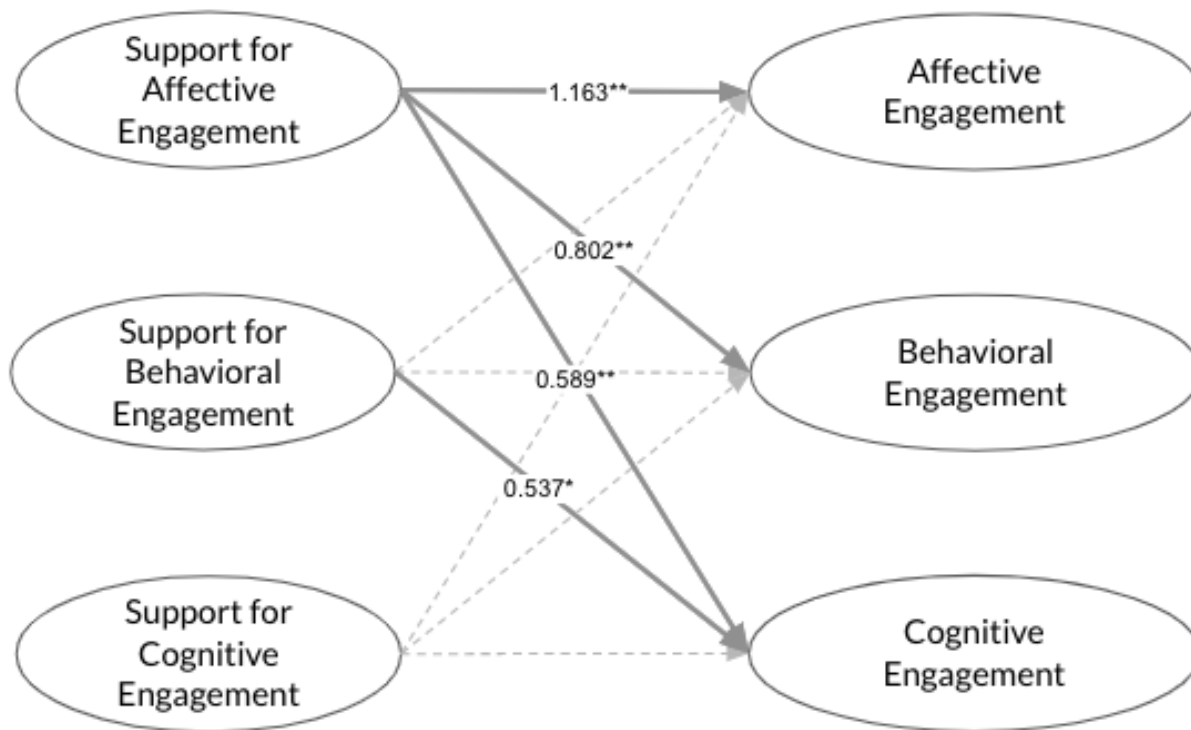 Support for
Affective
Engagement
1.163**
Affective
Engagement
0.802**
Support for
Behavioral
Engagement
0.589**
Behavioral
Engagement
0.537*
Support for
Cognitive
Engagement
Cognitive
Engagement